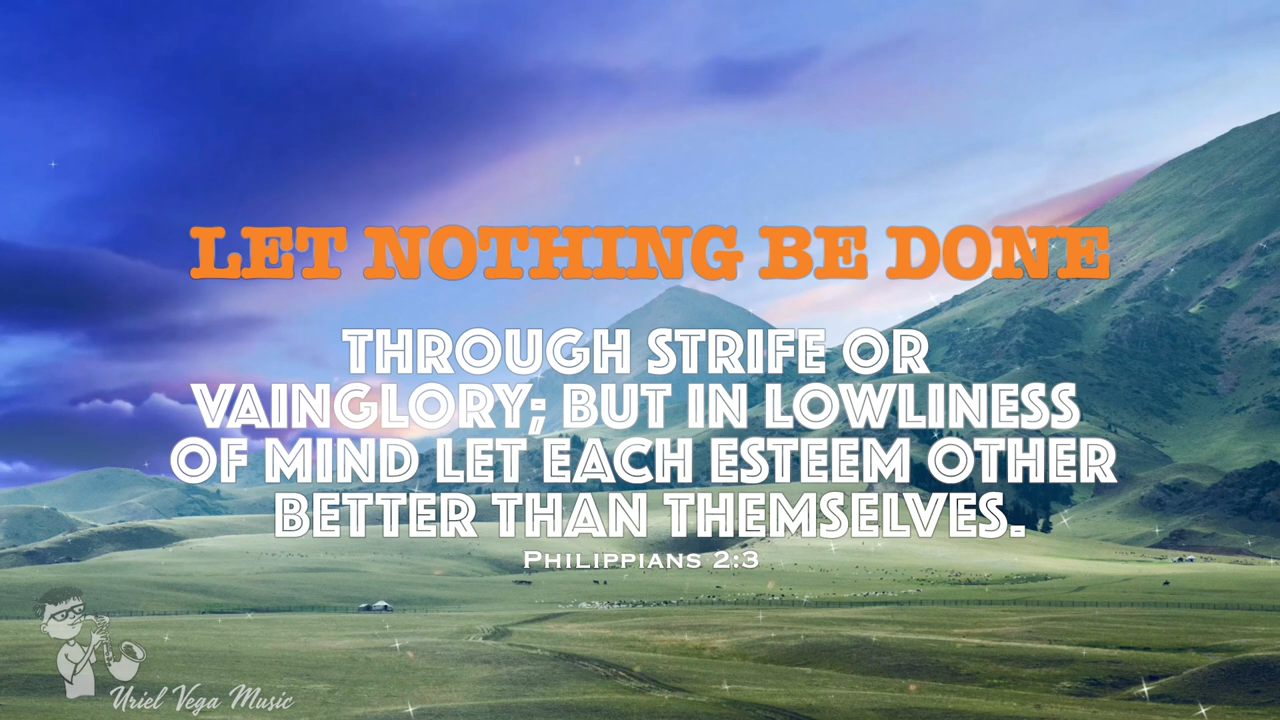 LET NOTHING BE DONE
THROUGH STRIFE OR
VAINGLORY; BUT IN LOWLINESS
OF MIND LET EACH ESTEEM OTHER
BETTER THAN THEMSELVES.
PHILIPPIANS 2:3
Uriel Vega Music